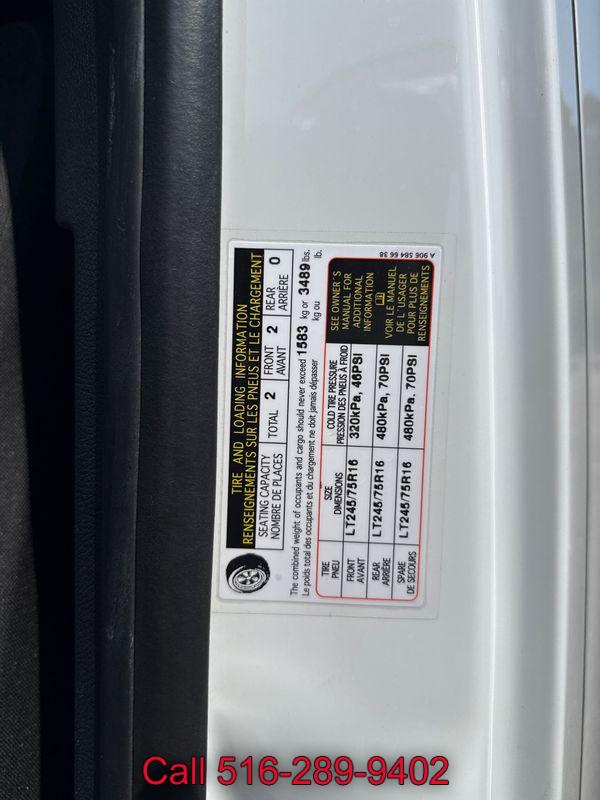 TIRE AND LOADING INFORMATION
RENSEIGNEMENTS SUR LES PNEUS ET LE CHARGEMENT
SEATING CAPACITY
NOMBRE DE PLACES
TOTAL 2
FRONT
AVANT
2
REAR
ARRIÈRE
0
The combined weight of occupants and cargo should never exceed 1583 kg or 3489 lbs.
Le poids total des occupants et du chargement ne doit jamais dépasser kg ou lb.
TIRE
PNEU
SIZE
DIMENSIONS
COLD TIRE PRESSURE
PRESSION DES PNEUS À FROID
FRONT
AVANT
LT245/75R16
320kPa, 46PSI
REAR
ARRIÈRE
LT245/75R16
480kPa, 70PSI
SPARE
DE SECOURS
LT245/75R16
480kPa. 70PSI
SEE OWNER'S
MANUAL FOR
ADDITIONAL
INFORMATION
VOIR LE MANUEL
DE L'USAGER
POUR PLUS DE
RENSEIGNEMENTS
A 906 584 66 38
Call 516-289-9402